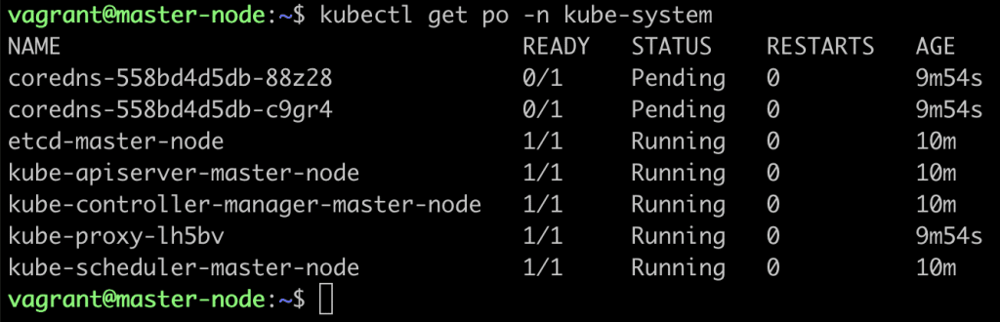 vagrant@master-node:~$ kubectl get po -n kube-system
NAME READY STATUS RESTARTS AGE
coredns-558bd4d5db-88z28 0/1 Pending 0 9m54s
coredns-558bd4d5db-c9gr4 0/1 Pending 0 9m54s
etcd-master-node 1/1 Running 0 10m
kube-apiserver-master-node 1/1 Running 0 10m
kube-controller-manager-master-node 1/1 Running 0 10m
kube-proxy-lh5bv 1/1 Running 0 9m54s
kube-scheduler-master-node 1/1 Running 0 10m
vagrant@master-node:~$